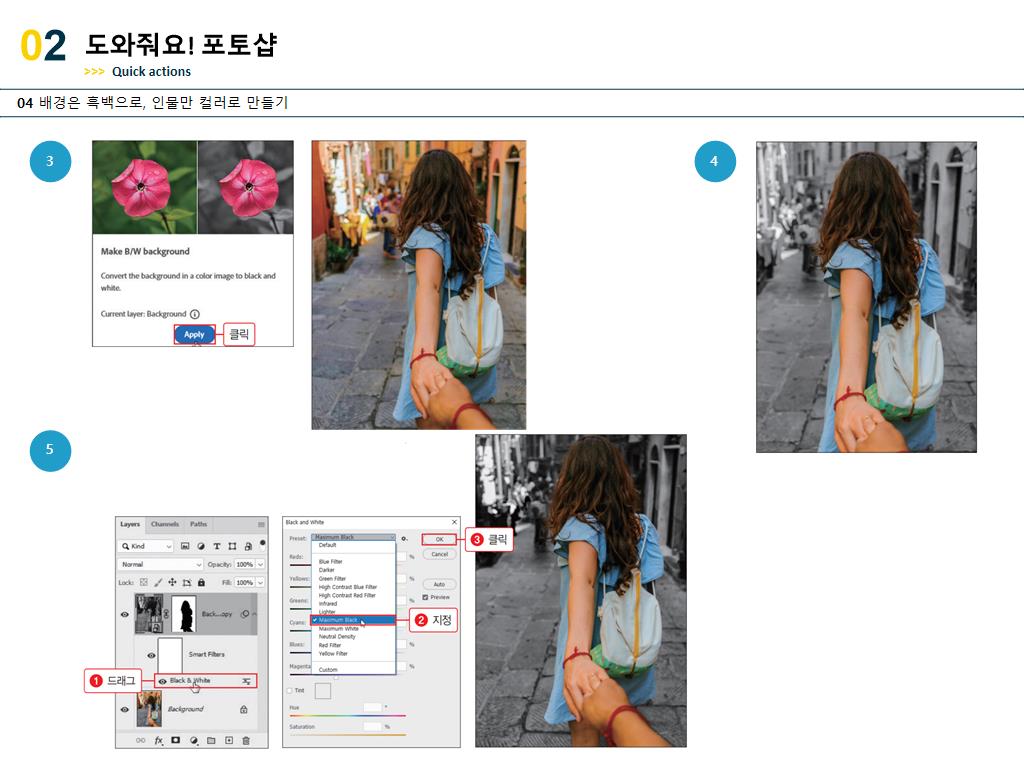 02 도와줘요! 포토샵
>>> Quick actions
04 배경은 흑백으로, 인물만 컬러로 만들기
3
Make B/W background
Convert the background in a color image to black and
white.
Current layer: Background
Apply
클릭
4
5
Layers Channels Paths
Kind
Normal Opacity: 100%
Lock: Fill: 100%
Back...opy
Smart Filters
1 드래그
Black & White
Background
fx
Black and White
Preset: Maximum Black
OK
3 클릭
Default
Cancel
Reds: %
Blue Filter
Darker
Yellows: %
Green Filter
Auto
High Contrast Blue Filter
High Contrast Red Filter
Preview
Greens: %
Infrared
Lighter
Cyans: %
Maximum Black
2 지정
Maximum White
Neutral Density
Blues: %
Red Filter
Yellow Filter
Magenta %
Custom
Tint
Hue °
Saturation %